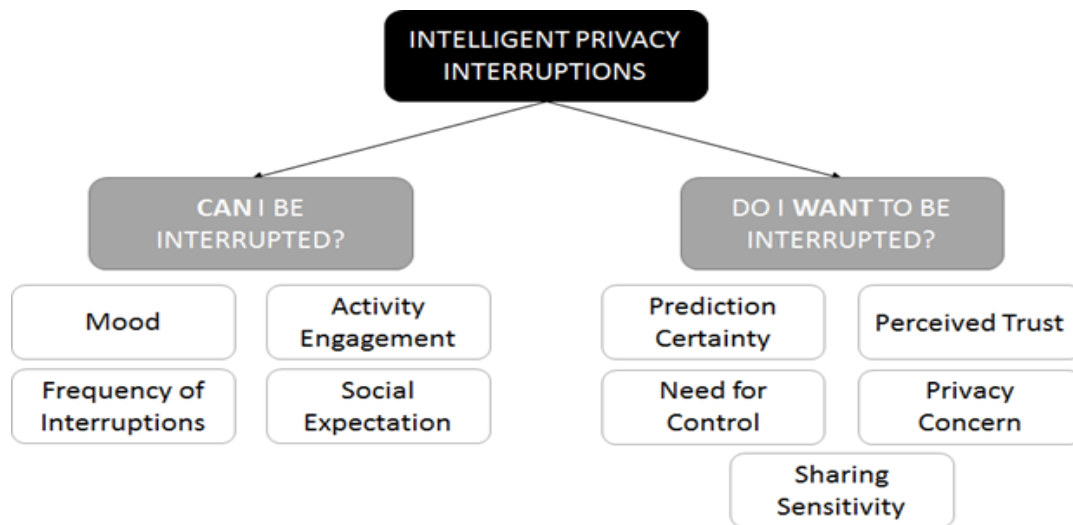 INTELLIGENT PRIVACY
INTERRUPTIONS
CAN I BE
INTERRUPTED?
DO I WANT TO BE
INTERRUPTED?
Mood
Activity
Engagement
Frequency of
Interruptions
Social
Expectation
Prediction
Certainty
Perceived Trust
Need for
Control
Privacy
Concern
Sharing
Sensitivity